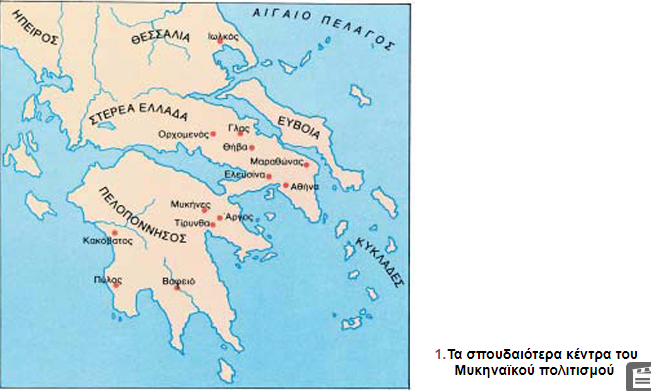 ΑΙΓΑΙΟ ΠΕΛΑΓΟΣ
ΗΠΕΙΡΟΣ
ΘΕΣΣΑΛΙΑ
Ιωλκός
ΣΤΕΡΕΑ ΕΛΛΑΔΑ
ΕΥΒΟΙΑ
Ορχομενός
Γλας
Θήβα
Μαραθώνας
Ελευσίνα
Αθήνα
ΠΕΛΟΠΟΝΝΗΣΟΣ
Μυκήνες
Άργος
Τίρυνθα
Κακόβατος
ΚΥΚΛΑΔΕΣ
Πύλος
Βαφειό
1.Τα σπουδαιότερα κέντρα του
Μυκηναϊκού πολιτισμού